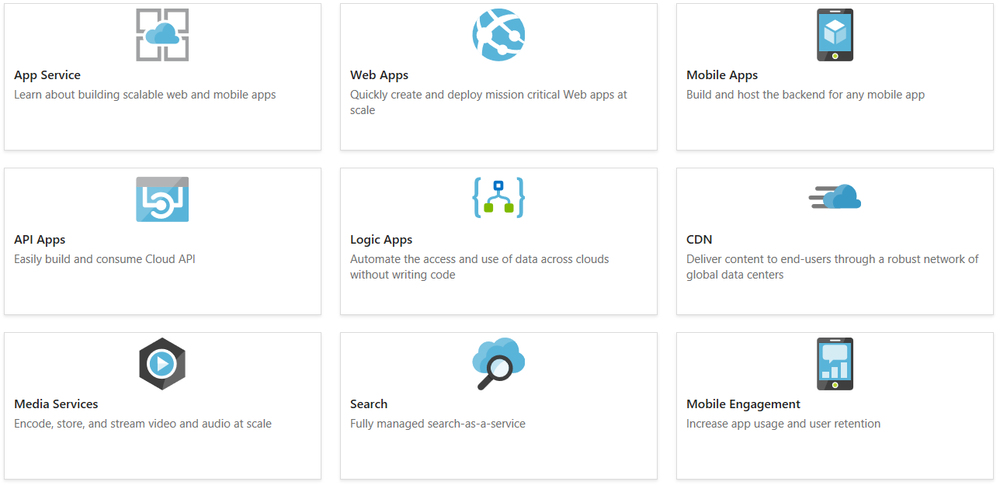 App Service
Learn about building scalable web and mobile apps
Web Apps
Quickly create and deploy mission critical Web apps at
scale
Mobile Apps
Build and host the backend for any mobile app
API Apps
Easily build and consume Cloud API
Logic Apps
Automate the access and use of data across clouds
without writing code
CDN
Deliver content to end-users through a robust network of
global data centers
Media Services
Encode, store, and stream video and audio at scale
Search
Fully managed search-as-a-service
Mobile Engagement
Increase app usage and user retention